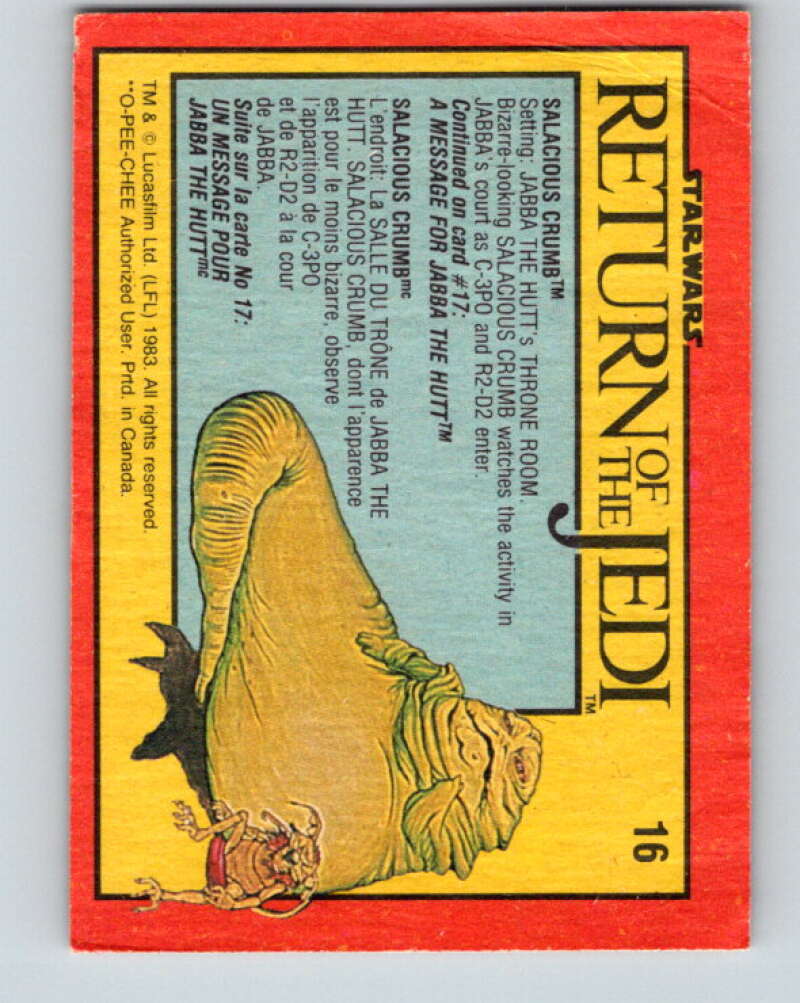 STAR WARS
RETURN OF THE JEDI™
16
SALACIOUS CRUMB™
Setting: JABBA THE HUTT's THRONE ROOM.
Bizarre-looking SALACIOUS CRUMB watches the activity in
JABBA's court as C-3PO and R2-D2 enter.
Continued on card #17:
A MESSAGE FOR JABBA THE HUTT™
SALACIOUS CRUMBmc
L'endroit: La SALLE DU TRÔNE de JABBA THE
HUTT. SALACIOUS CRUMB, dont l'apparence
est pour le moins bizarre, observe
l'apparition de C-3PO
et de R2-D2 à la cour
de JABBA.
Suite sur la carte No 17:
UN MESSAGE POUR
JABBA THE HUTTmc
TM & © Lucasfilm Ltd. (LFL) 1983. All rights reserved.
**O-PEE-CHEE Authorized User. Prtd. in Canada.